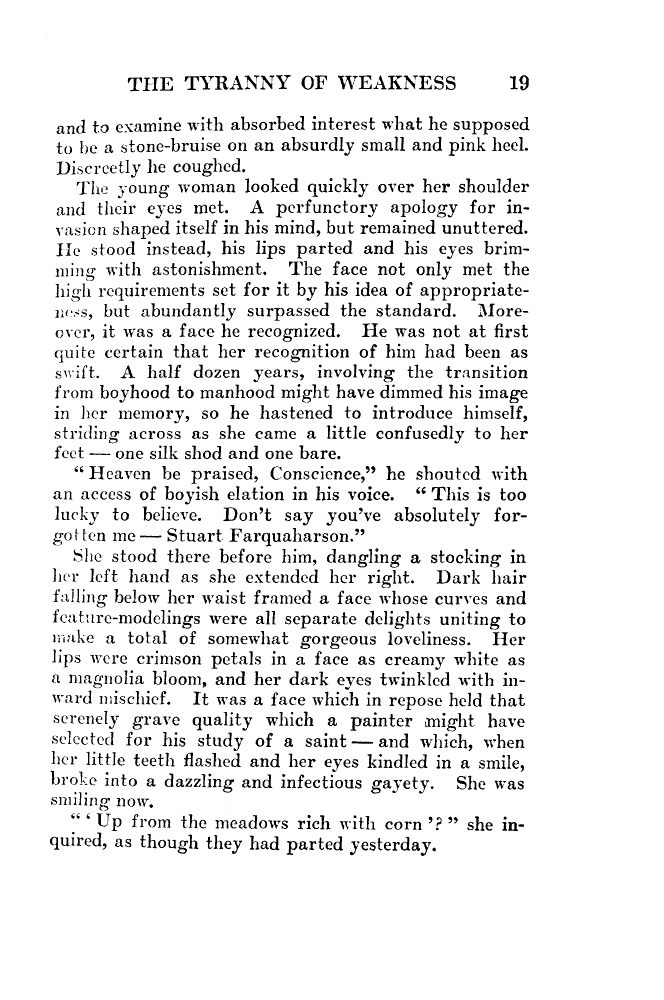 THE TYRANNY OF WEAKNESS 19
and to examine with absorbed interest what he supposed
to be a stone-bruise on an absurdly small and pink heel.
Discreetly he coughed.
The young woman looked quickly over her shoulder
and their eyes met. A perfunctory apology for in-
vasion shaped itself in his mind, but remained unuttered.
He stood instead, his lips parted and his eyes brim-
ming with astonishment. The face not only met the
high requirements set for it by his idea of appropriate-
ness, but abundantly surpassed the standard. More-
over, it was a face he recognized. He was not at first
quite certain that her recognition of him had been as
swift. A half dozen years, involving the transition
from boyhood to manhood might have dimmed his image
in her memory, so he hastened to introduce himself,
striding across as she came a little confusedly to her
feet — one silk shod and one bare.
“ Heaven be praised, Conscience,” he shouted with
an access of boyish elation in his voice. “ This is too
lucky to believe. Don't say you've absolutely for-
gotten me — Stuart Farquaharson.”
She stood there before him, dangling a stocking in
her left hand as she extended her right. Dark hair
falling below her waist framed a face whose curves and
feature-modelings were all separate delights uniting to
make a total of somewhat gorgeous loveliness. Her
lips were crimson petals in a face as creamy white as
a magnolia bloom, and her dark eyes twinkled with in-
ward mischief. It was a face which in repose held that
serenely grave quality which a painter might have
selected for his study of a saint — and which, when
her little teeth flashed and her eyes kindled in a smile,
broke into a dazzling and infectious gayety. She was
smiling now.
“ ‘ Up from the meadows rich with corn ’? ” she in-
quired, as though they had parted yesterday.